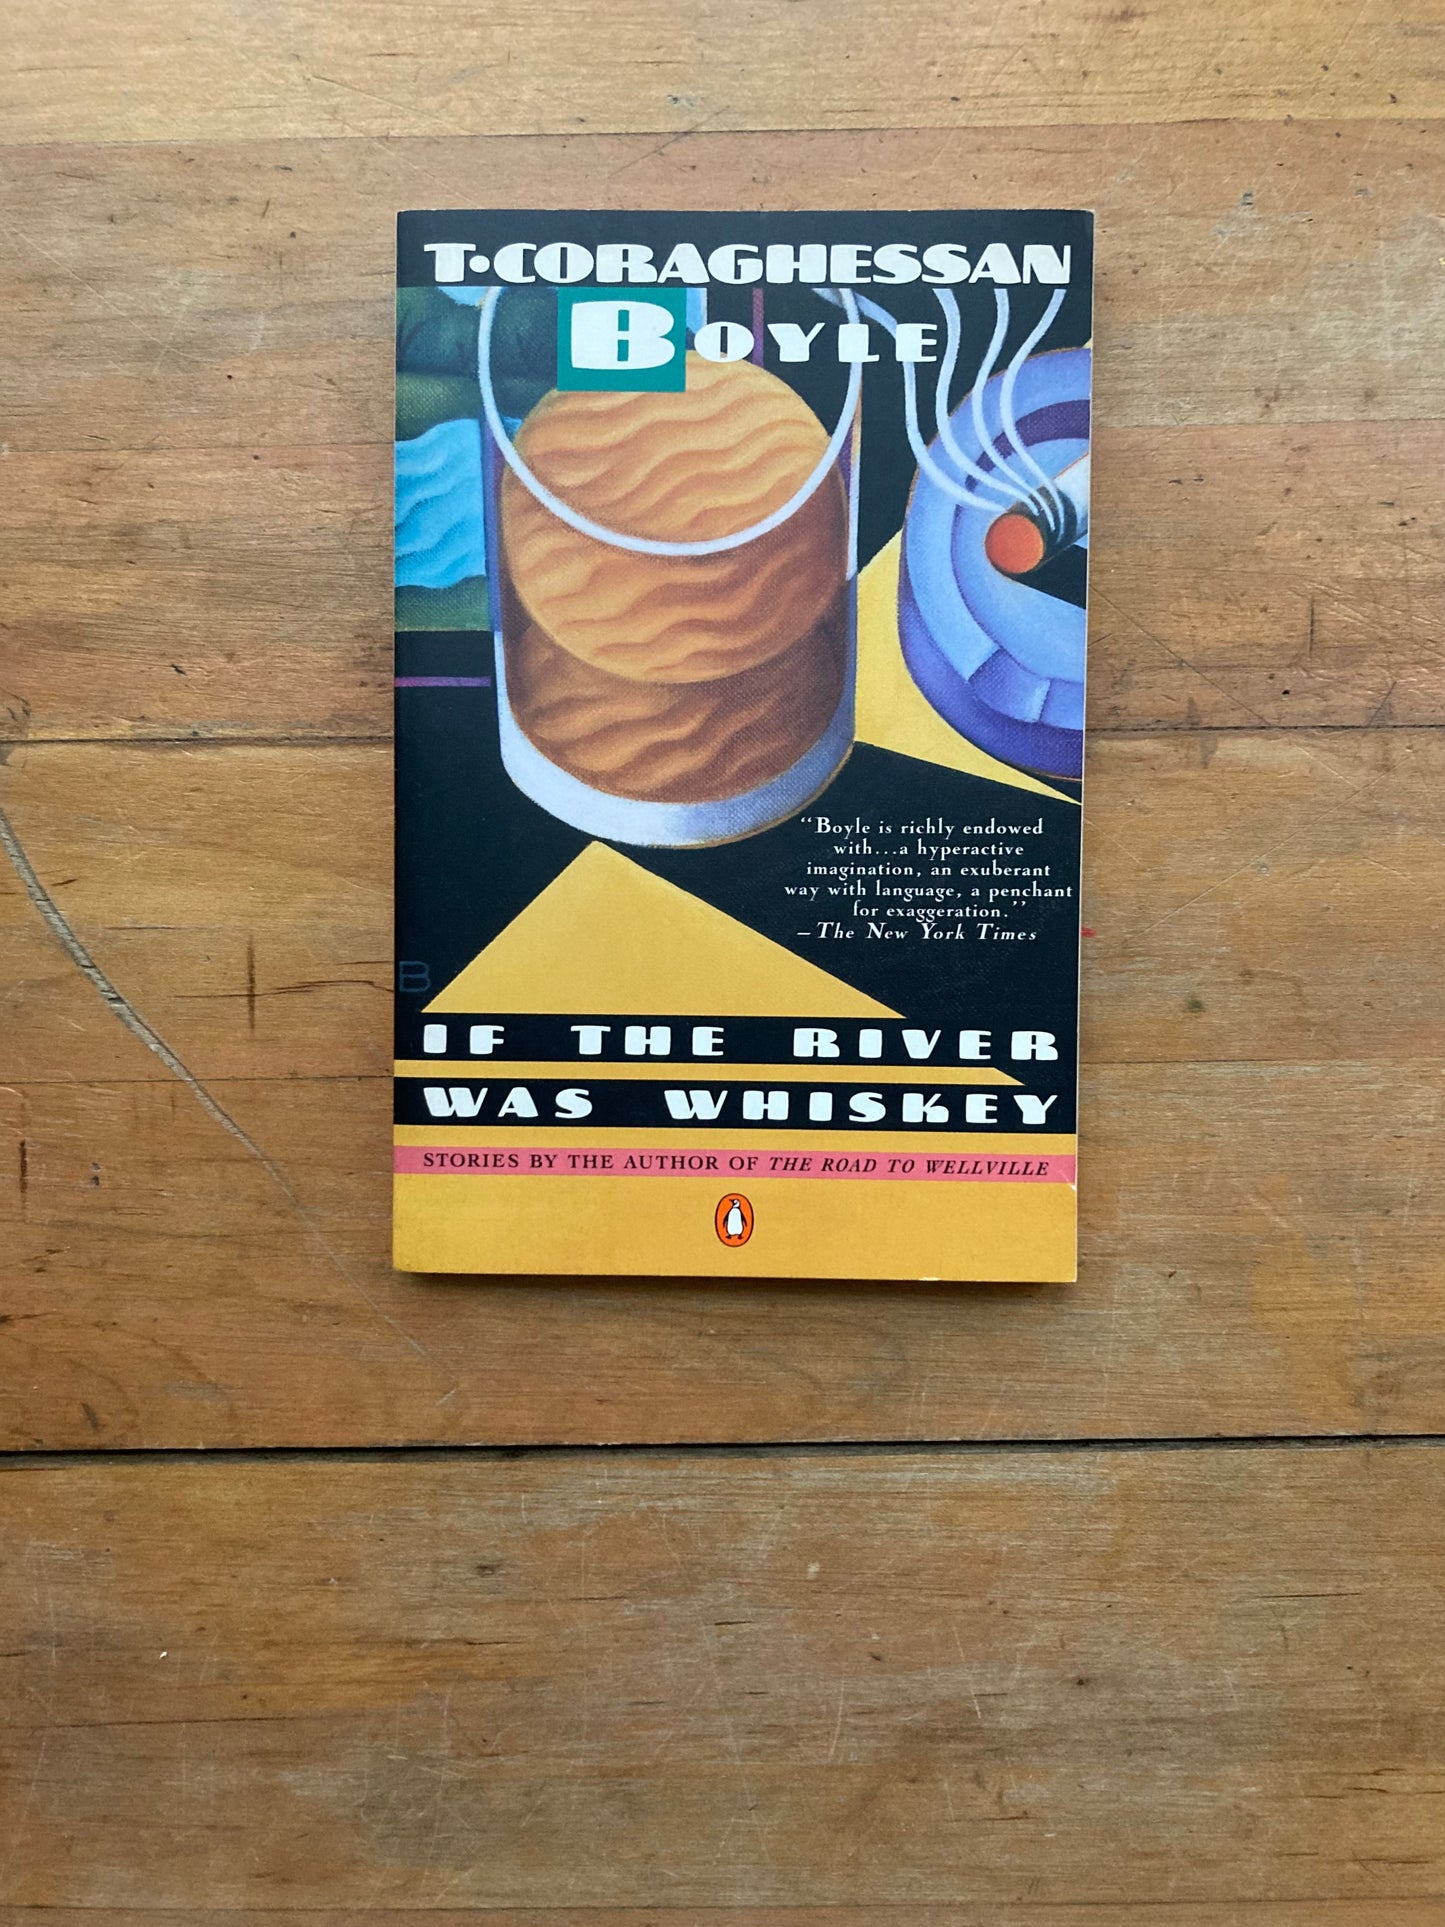 T•CORAGHESSAN
BOYLE
“Boyle is richly endowed
with...a hyperactive
imagination, an exuberant
way with language, a penchant
for exaggeration.”
– The New York Times
B
IF THE RIVER
WAS WHISKEY
STORIES BY THE AUTHOR OF THE ROAD TO WELLVILLE